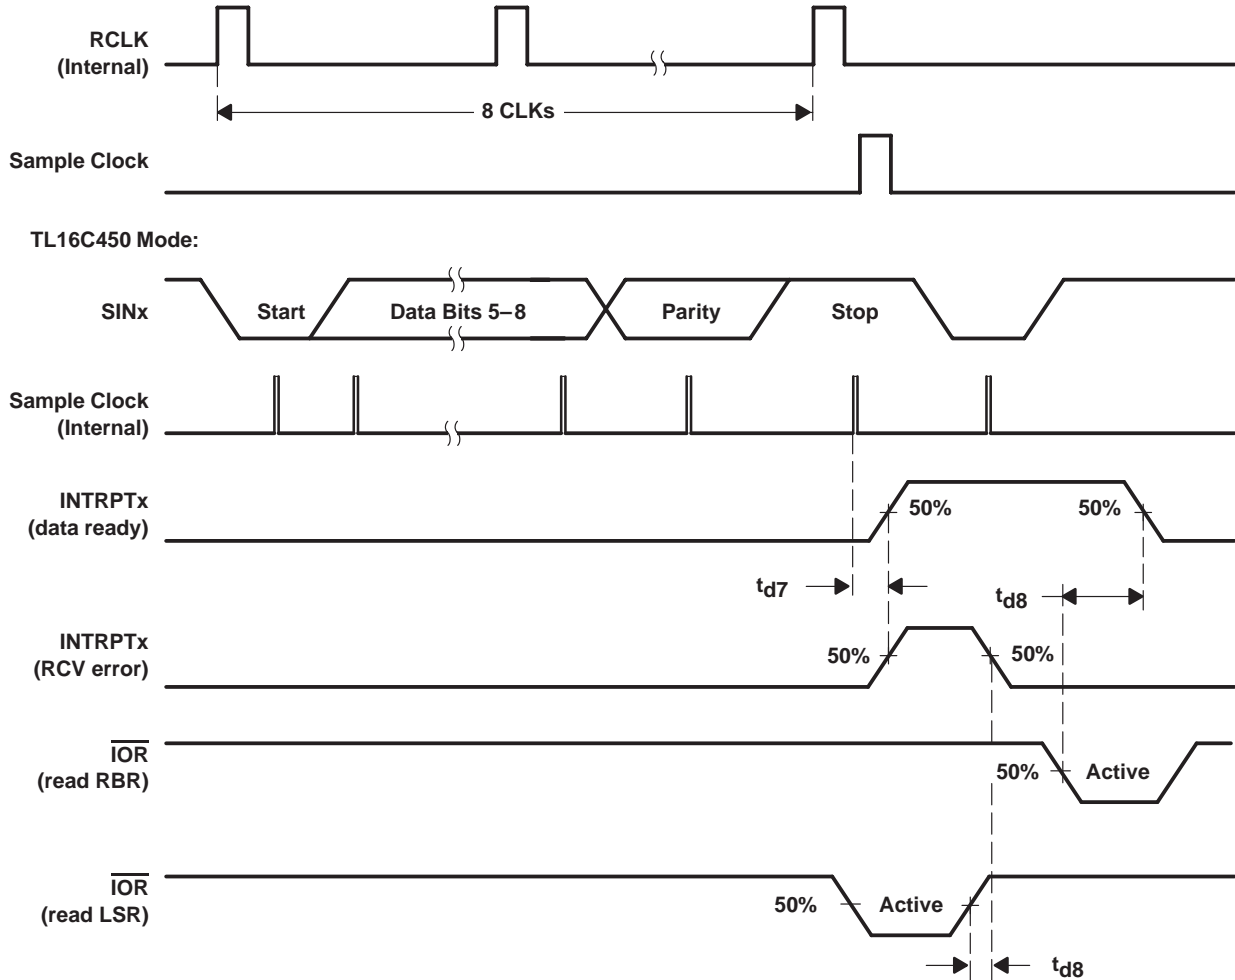 RCLK
(Internal)
8 CLKs
Sample Clock
TL16C450 Mode:
SINx
Start
Data Bits 5–8
Parity
Stop
Sample Clock
(Internal)
INTRPTx
(data ready)
50%
50%
td7
td8
INTRPTx
(RCV error)
50%
50%
IOR
(read RBR)
50%
Active
IOR
(read LSR)
50%
Active
td8